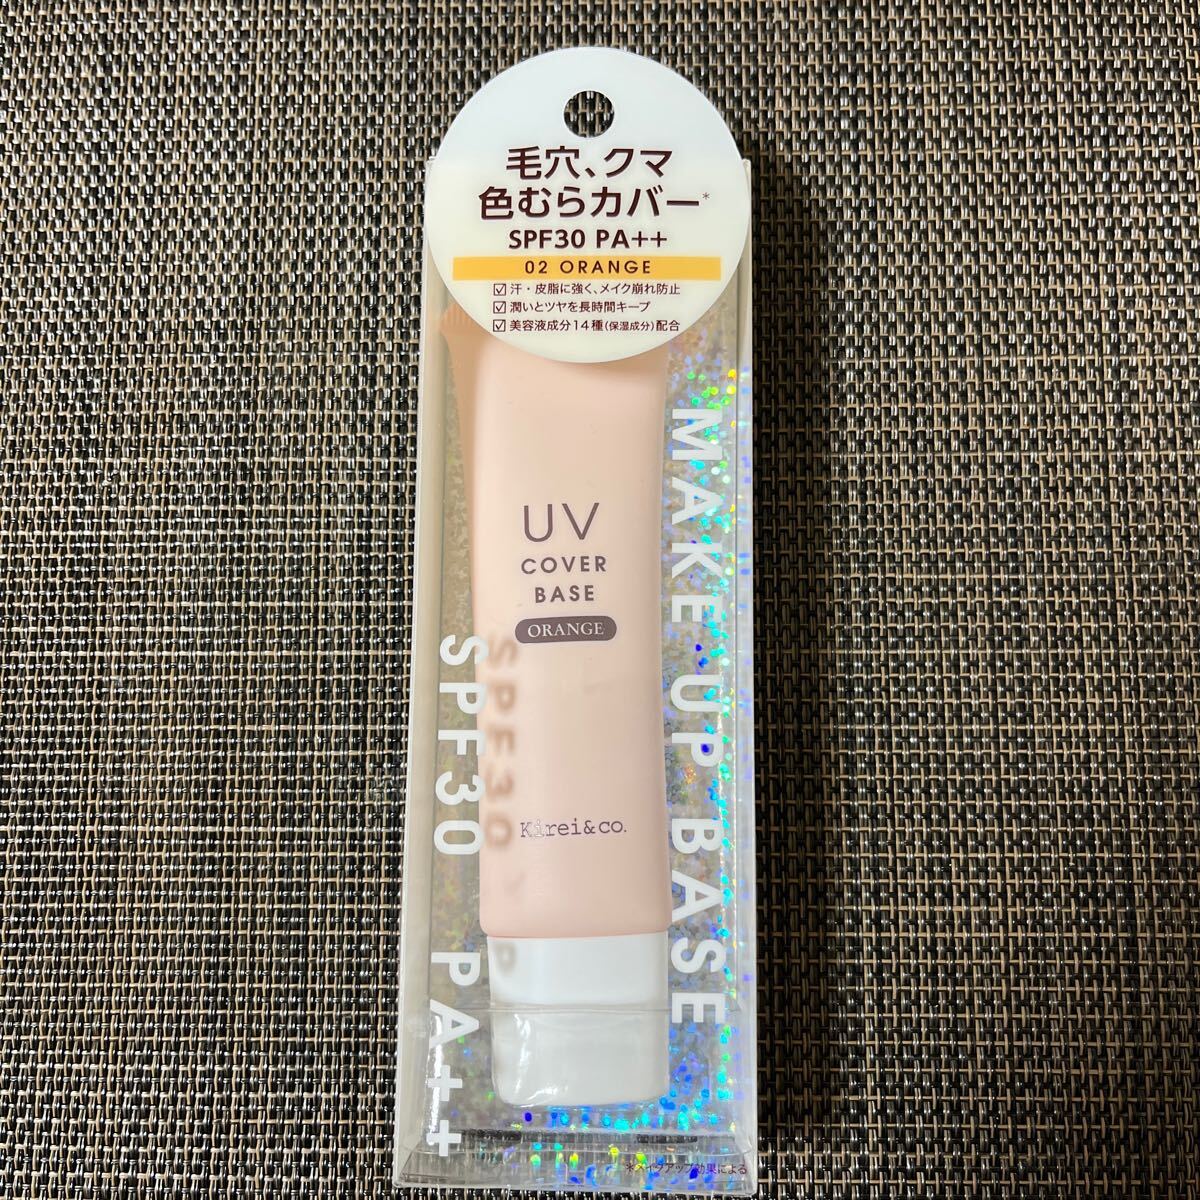 毛穴、クマ
色むらカバー*
SPF30 PA++
02 ORANGE
☑ 汗・皮脂に強く、メイク崩れ防止
☑ 潤いとツヤを長時間キープ
☑ 美容液成分14種(保湿成分)配合
UV
COVER
BASE
ORANGE
Kirei&co.
MAKE-UP BASE
SPF30 PA++
*メイクアップ効果による